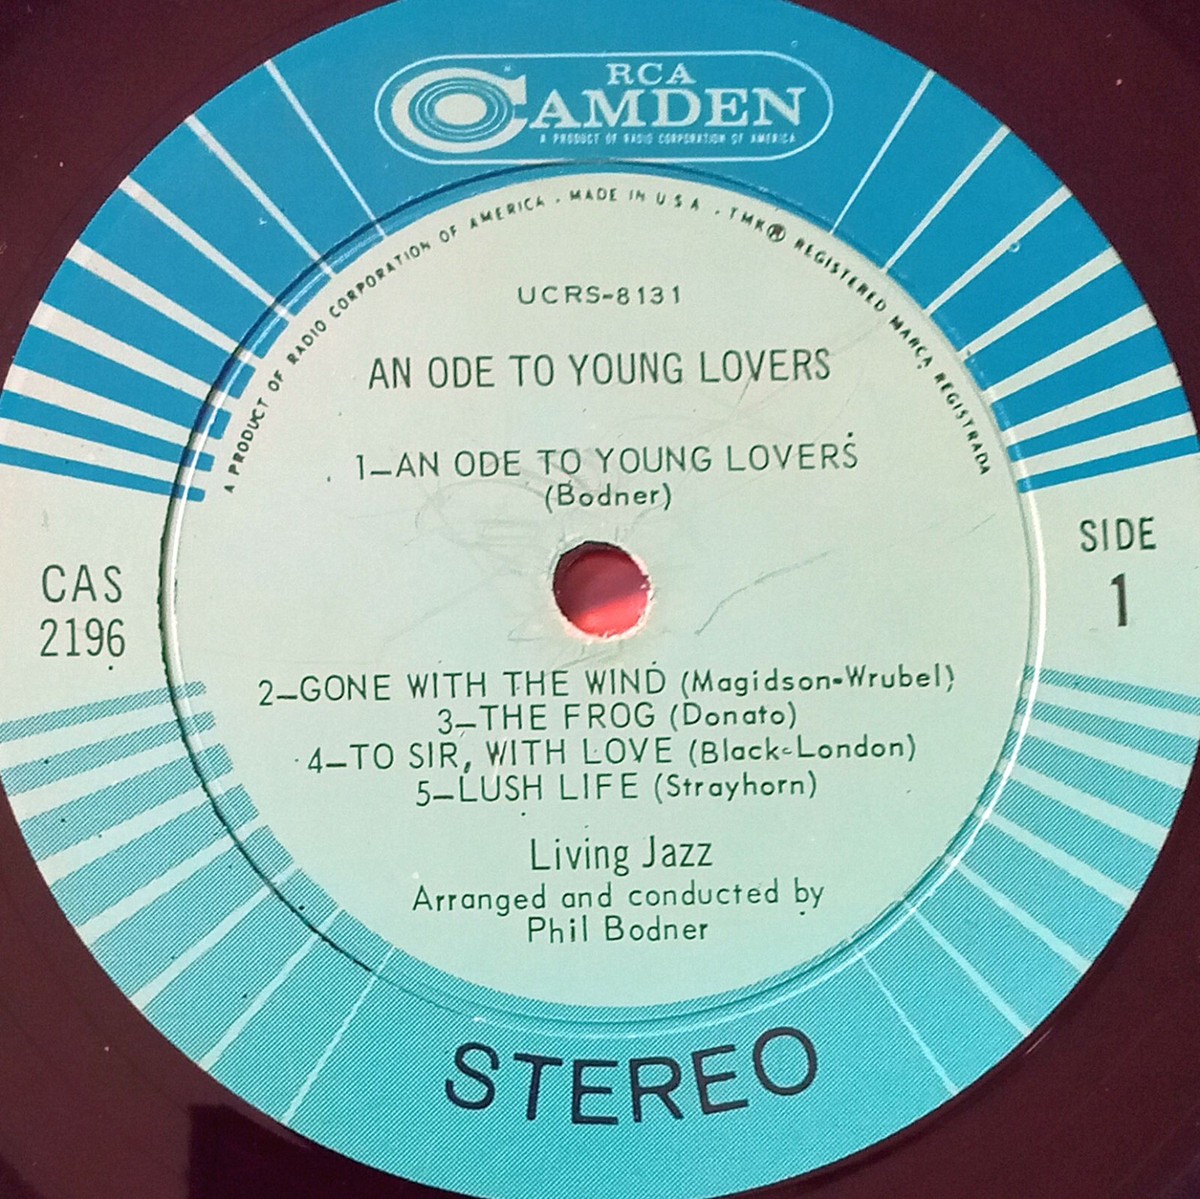 RCA
CAMDEN
A PRODUCT OF RADIO CORPORATION OF AMERICA
A PRODUCT OF RADIO CORPORATION OF AMERICA · MADE IN U S A · TMK ® REGISTERED MARCA REGISTRADA
UCRS-8131
AN ODE TO YOUNG LOVERS
1—AN ODE TO YOUNG LOVERS
(Bodner)
SIDE
1
CAS
2196
2—GONE WITH THE WIND (Magidson-Wrubel)
3—THE FROG (Donato)
4—TO SIR, WITH LOVE (Black-London)
5—LUSH LIFE (Strayhorn)
Living Jazz
Arranged and conducted by
Phil Bodner
STEREO